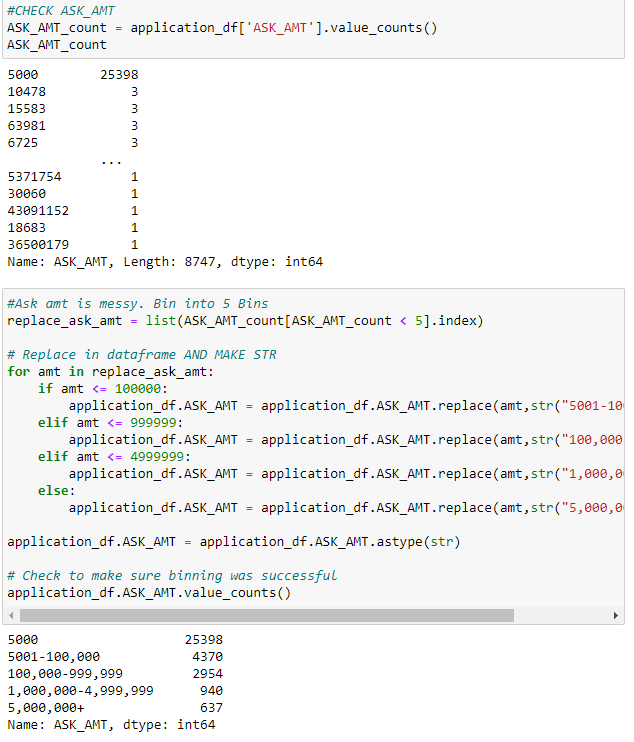 #CHECK ASK_AMT
ASK_AMT_count = application_df['ASK_AMT'].value_counts()
ASK_AMT_count
5000        25398
10478           3
15583           3
63981           3
6725            3
            ...
5371754         1
30060           1
43091152        1
18683           1
36500179        1
Name: ASK_AMT, Length: 8747, dtype: int64
#Ask amt is messy. Bin into 5 Bins
replace_ask_amt = list(ASK_AMT_count[ASK_AMT_count < 5].index)
# Replace in dataframe AND MAKE STR
for amt in replace_ask_amt:
    if amt <= 100000:
        application_df.ASK_AMT = application_df.ASK_AMT.replace(amt,str("5001-10
    elif amt <= 999999:
        application_df.ASK_AMT = application_df.ASK_AMT.replace(amt,str("100,000
    elif amt <= 4999999:
        application_df.ASK_AMT = application_df.ASK_AMT.replace(amt,str("1,000,0
    else:
        application_df.ASK_AMT = application_df.ASK_AMT.replace(amt,str("5,000,0
application_df.ASK_AMT = application_df.ASK_AMT.astype(str)
# Check to make sure binning was successful
application_df.ASK_AMT.value_counts()
5000                   25398
5001-100,000            4370
100,000-999,999         2954
1,000,000-4,999,999      940
5,000,000+               637
Name: ASK_AMT, dtype: int64